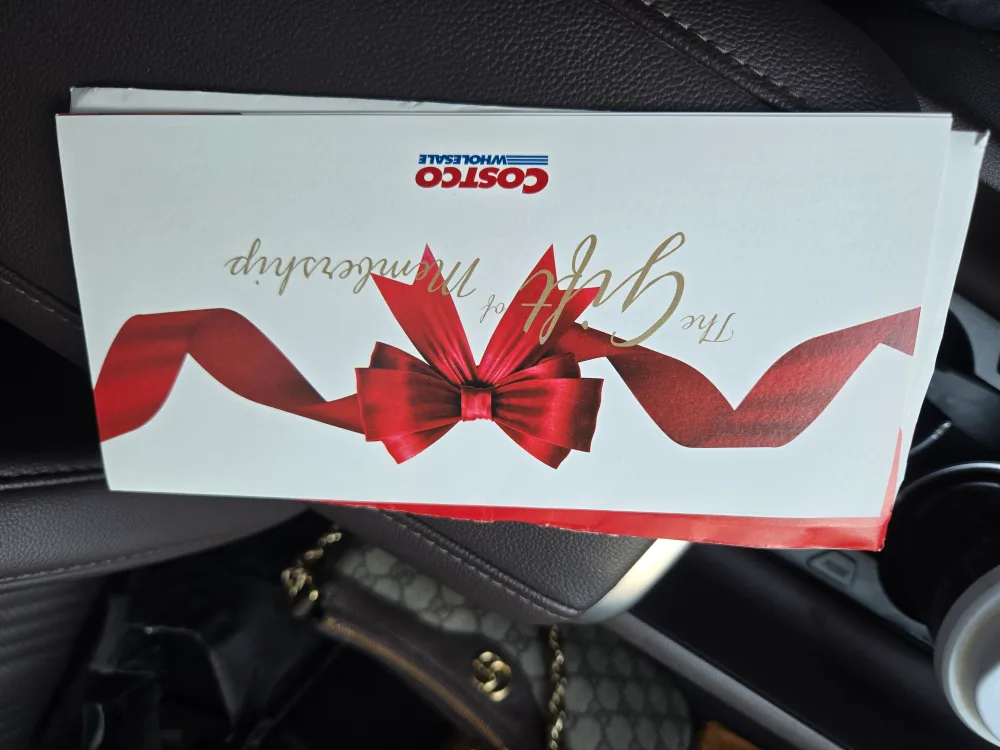 The Gift of Membership
COSTCO
WHOLESALE